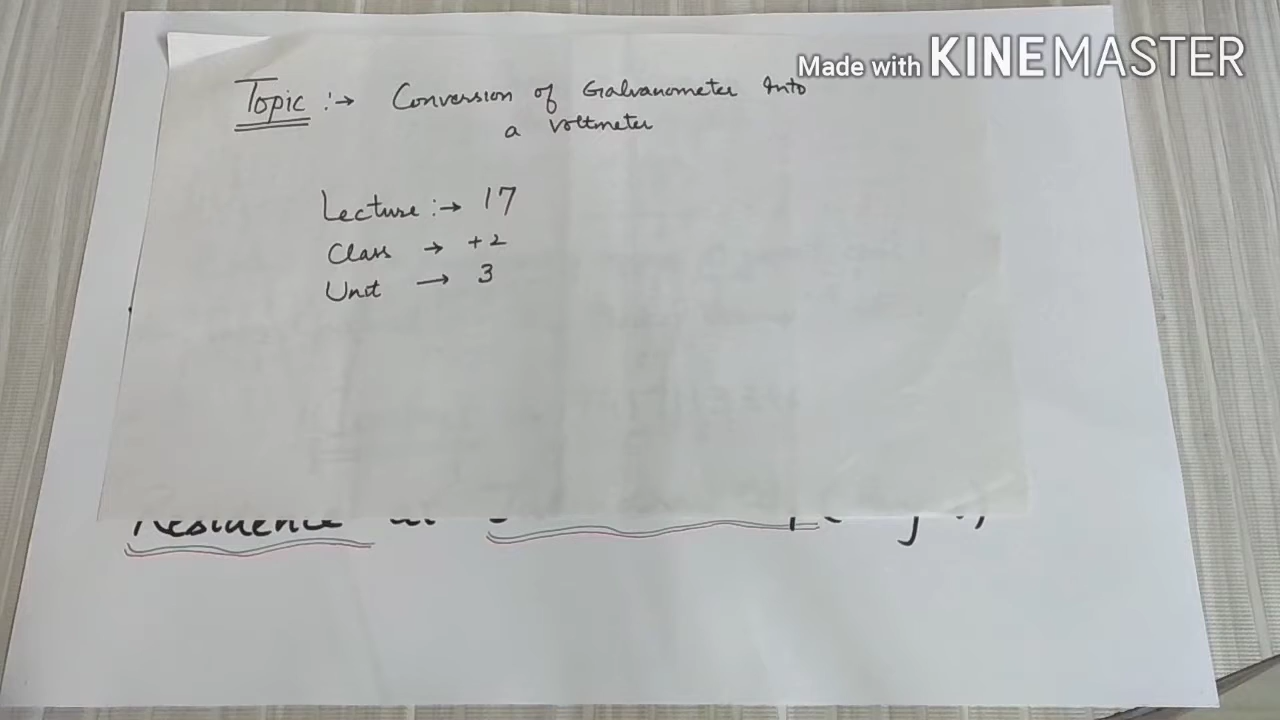 Made with KINEMASTER
Topic :→ Conversion of Galvanometer Into
a voltmeter
Lecture :→ 17
Class → +2
Unit → 3